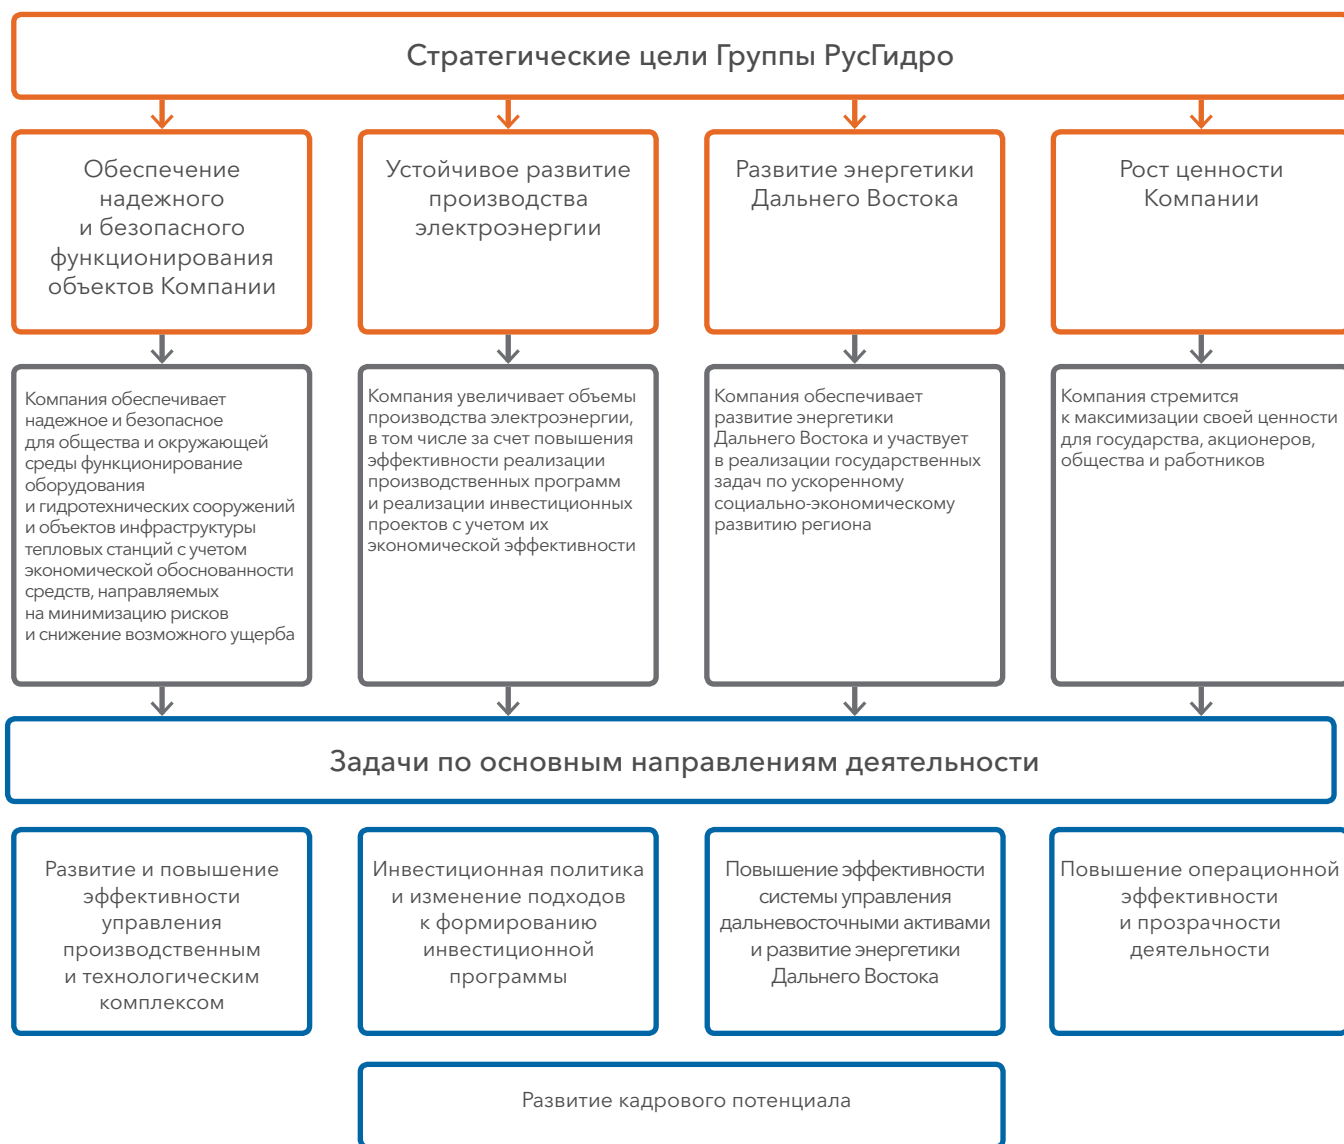 Стратегические цели Группы РусГидро
Обеспечение
надежного
и безопасного
функционирования
объектов Компании
Устойчивое развитие
производства
электроэнергии
Развитие энергетики
Дальнего Востока
Рост ценности
Компании
Компания обеспечивает
надежное и безопасное
для общества и окружающей
среды функционирование
оборудования
и гидротехнических сооружений
и объектов инфраструктуры
тепловых станций с учетом
экономической обоснованности
средств, направляемых
на минимизацию рисков
и снижение возможного ущерба
Компания увеличивает объемы
производства электроэнергии,
в том числе за счет повышения
эффективности реализации
производственных программ
и реализации инвестиционных
проектов с учетом их
экономической эффективности
Компания обеспечивает
развитие энергетики
Дальнего Востока и участвует
в реализации государственных
задач по ускоренному
социально-экономическому
развитию региона
Компания стремится
к максимизации своей ценности
для государства, акционеров,
общества и работников
Задачи по основным направлениям деятельности
Развитие и повышение
эффективности
управления
производственным
и технологическим
комплексом
Инвестиционная политика
и изменение подходов
к формированию
инвестиционной
программы
Повышение эффективности
системы управления
дальневосточными активами
и развитие энергетики
Дальнего Востока
Повышение операционной
эффективности
и прозрачности
деятельности
Развитие кадрового потенциала